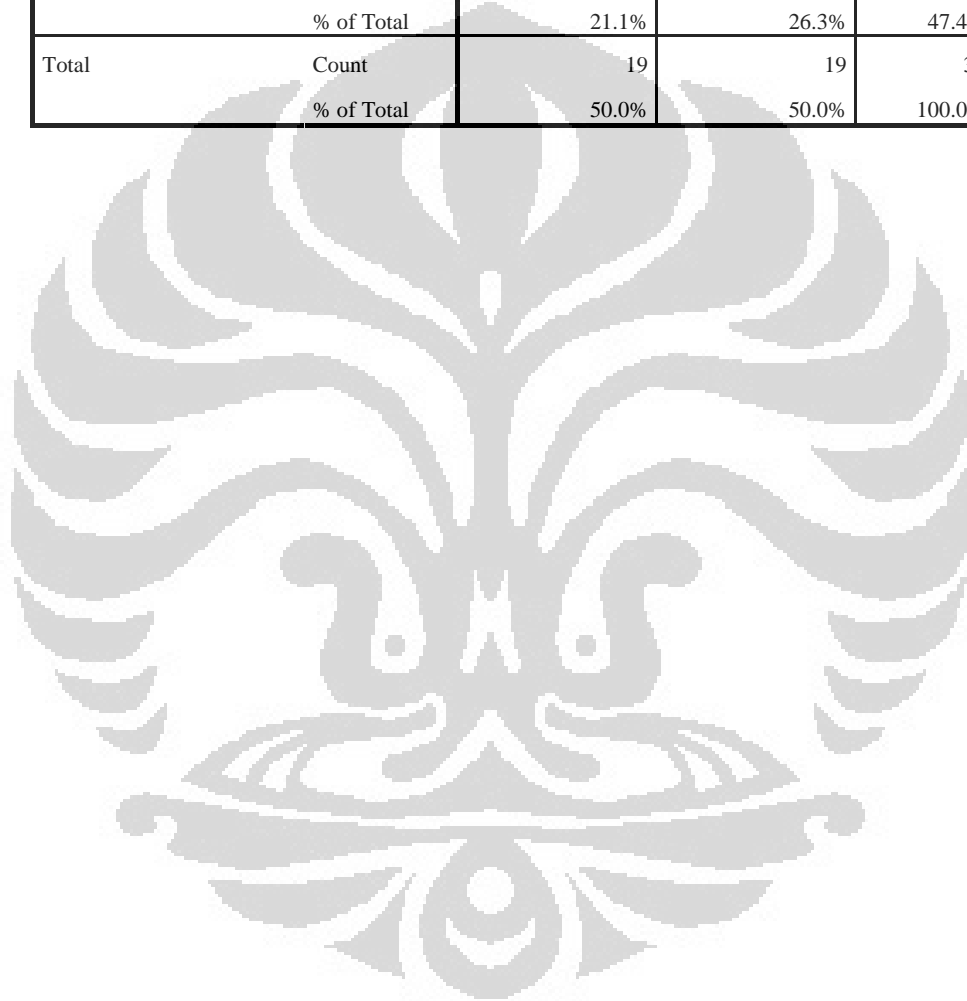 % of Total 21.1% 26.3% 47.4
Total Count 19 19 3
% of Total 50.0% 50.0% 100.0